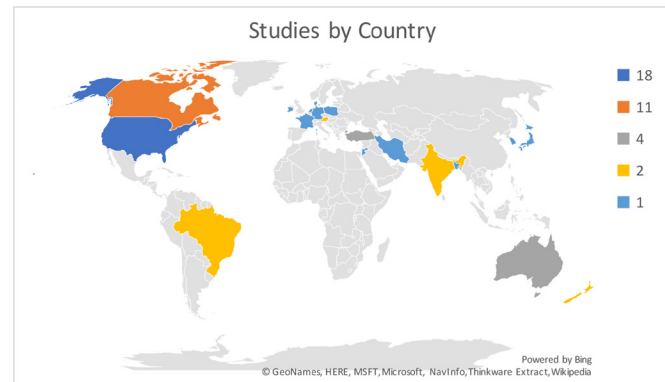 Studies by Country
18
11
4
2
1
Powered by Bing
© GeoNames, HERE, MSFT, Microsoft, NavInfo, Thinkware Extract, Wikipedia